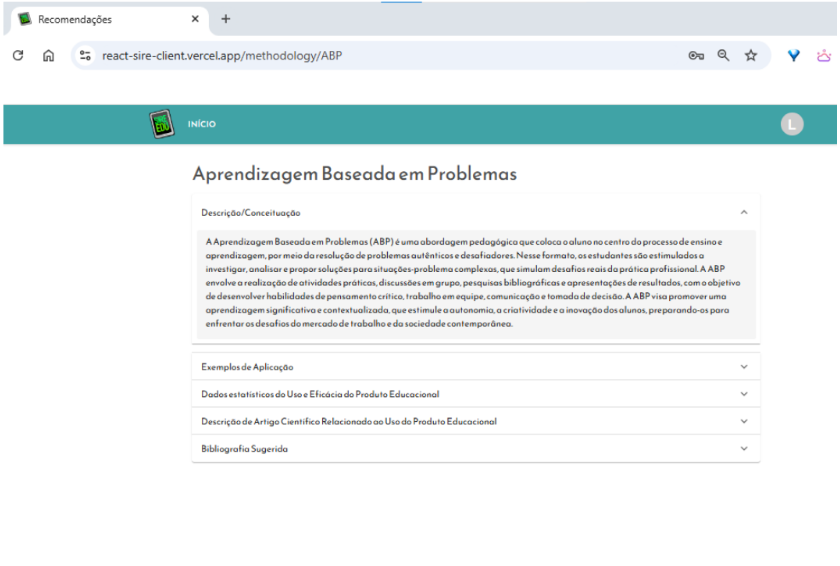 Recomendações
react-sire-client.vercel.app/methodology/ABP
SIRE
EDU
INÍCIO
L
Aprendizagem Baseada em Problemas
Descrição/Conceituação
A Aprendizagem Baseada em Problemas (ABP) é uma abordagem pedagógica que coloca o aluno no centro do processo de ensino e
aprendizagem, por meio da resolução de problemas autênticos e desafiadores. Nesse formato, os estudantes são estimulados a
investigar, analisar e propor soluções para situações-problema complexas, que simulam desafios reais da prática profissional. A ABP
envolve a realização de atividades práticas, discussões em grupo, pesquisas bibliográficas e apresentações de resultados, com o objetivo
de desenvolver habilidades de pensamento crítico, trabalho em equipe, comunicação e tomada de decisão. A ABP visa promover uma
aprendizagem significativa e contextualizada, que estimule a autonomia, a criatividade e a inovação dos alunos, preparando-os para
enfrentar os desafios do mercado de trabalho e da sociedade contemporânea.
Exemplos de Aplicação
Dados estatísticos do Uso e Eficácia do Produto Educacional
Descrição de Artigo Científico Relacionado ao Uso do Produto Educacional
Bibliografia Sugerida